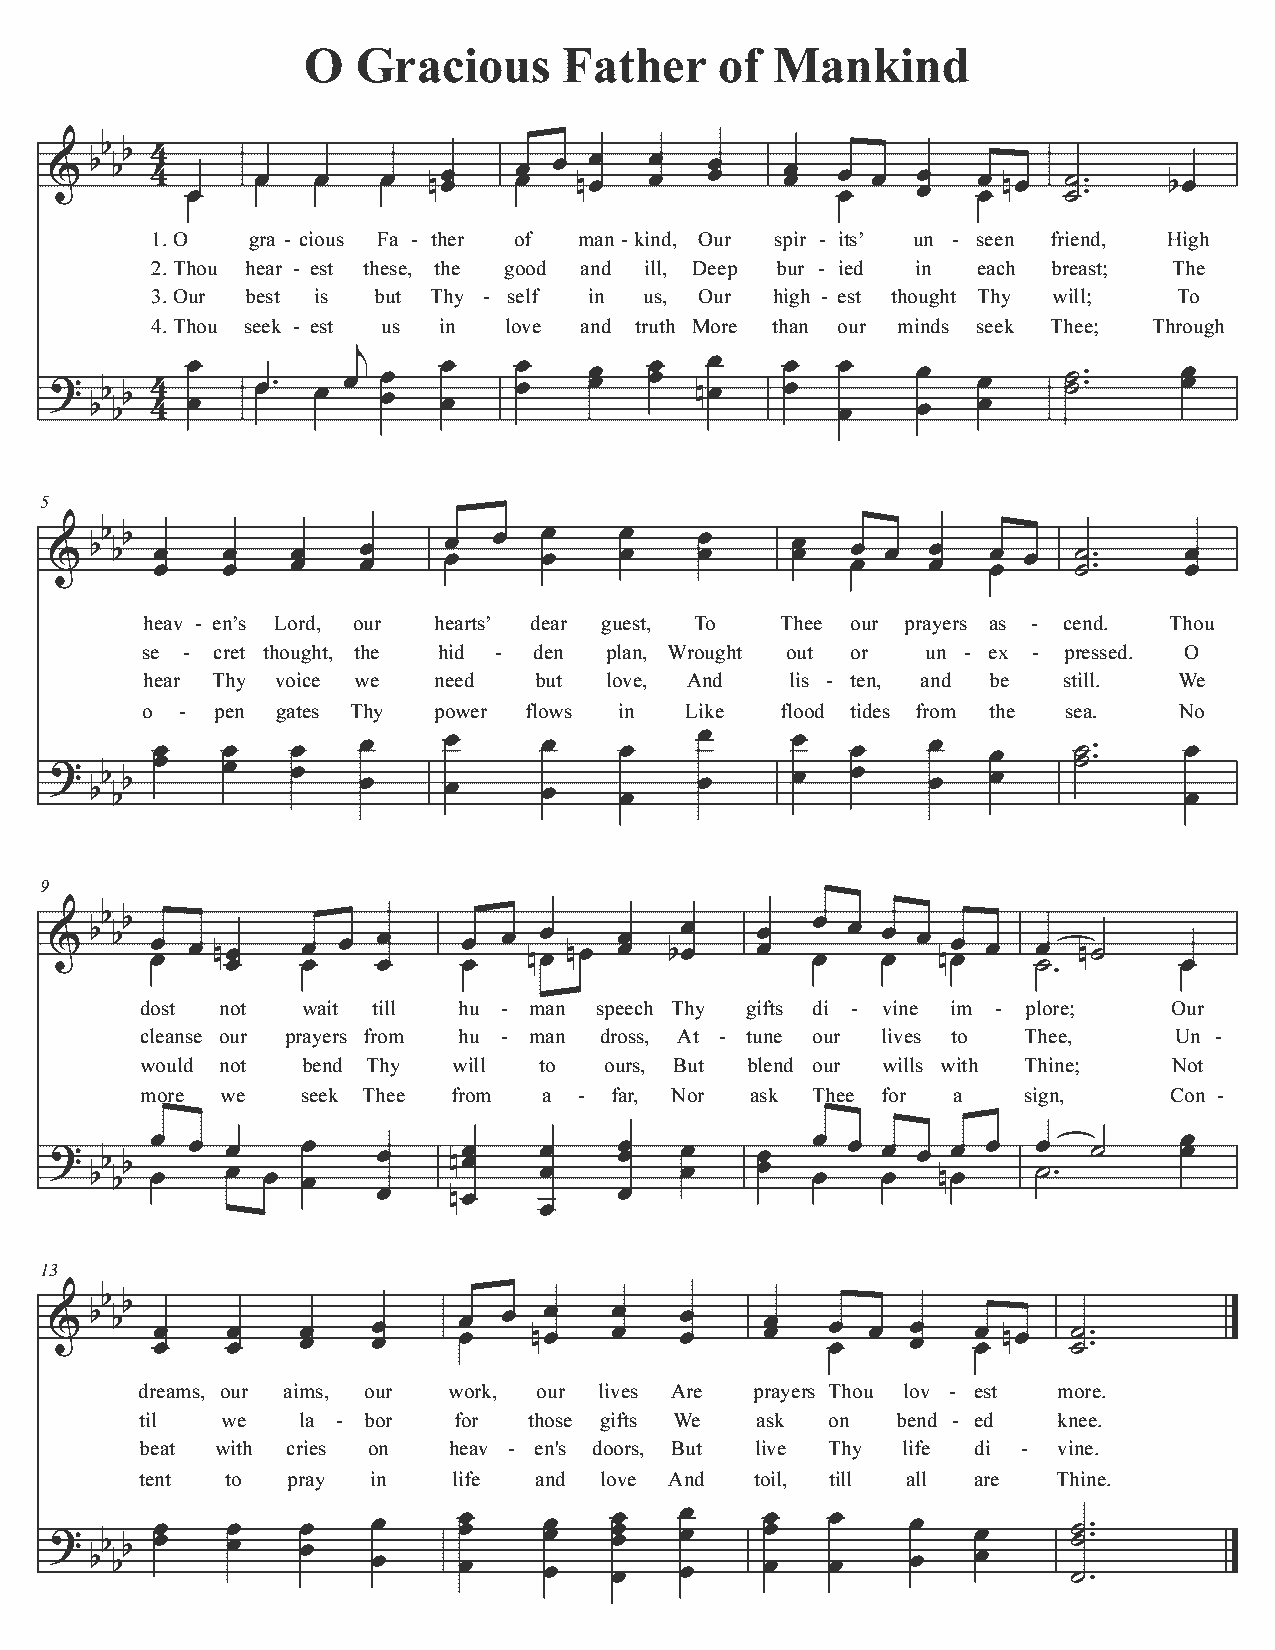 O Gracious Father of Mankind
1. O gra - cious Fa - ther of man - kind, Our spir - its’ un - seen friend, High
2. Thou hear - est these, the good and ill, Deep bur - ied in each breast; The
3. Our best is but Thy - self in us, Our high - est thought Thy will; To
4. Thou seek - est us in love and truth More than our minds seek Thee; Through
5
heav - en’s Lord, our hearts’ dear guest, To Thee our prayers as - cend. Thou
se - cret thought, the hid - den plan, Wrought out or un - ex - pressed. O
hear Thy voice we need but love, And lis - ten, and be still. We
o - pen gates Thy power flows in Like flood tides from the sea. No
9
dost not wait till hu - man speech Thy gifts di - vine im - plore; Our
cleanse our prayers from hu - man dross, At - tune our lives to Thee, Un -
would not bend Thy will to ours, But blend our wills with Thine; Not
more we seek Thee from a - far, Nor ask Thee for a sign, Con -
13
dreams, our aims, our work, our lives Are prayers Thou lov - est more.
til we la - bor for those gifts We ask on bend - ed knee.
beat with cries on heav - en's doors, But live Thy life di - vine.
tent to pray in life and love And toil, till all are Thine.